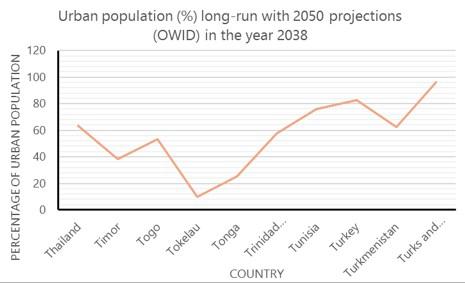 Urban population (%) long-run with 2050 projections
(OWID) in the year 2038
PERCENTAGE OF URBAN POPULATION
120
100
80
60
40
20
0
Thailand
Timor
Togo
Tokelau
Tonga
Trinidad...
Tunisia
Turkey
Turkmenistan
Turks and...
COUNTRY